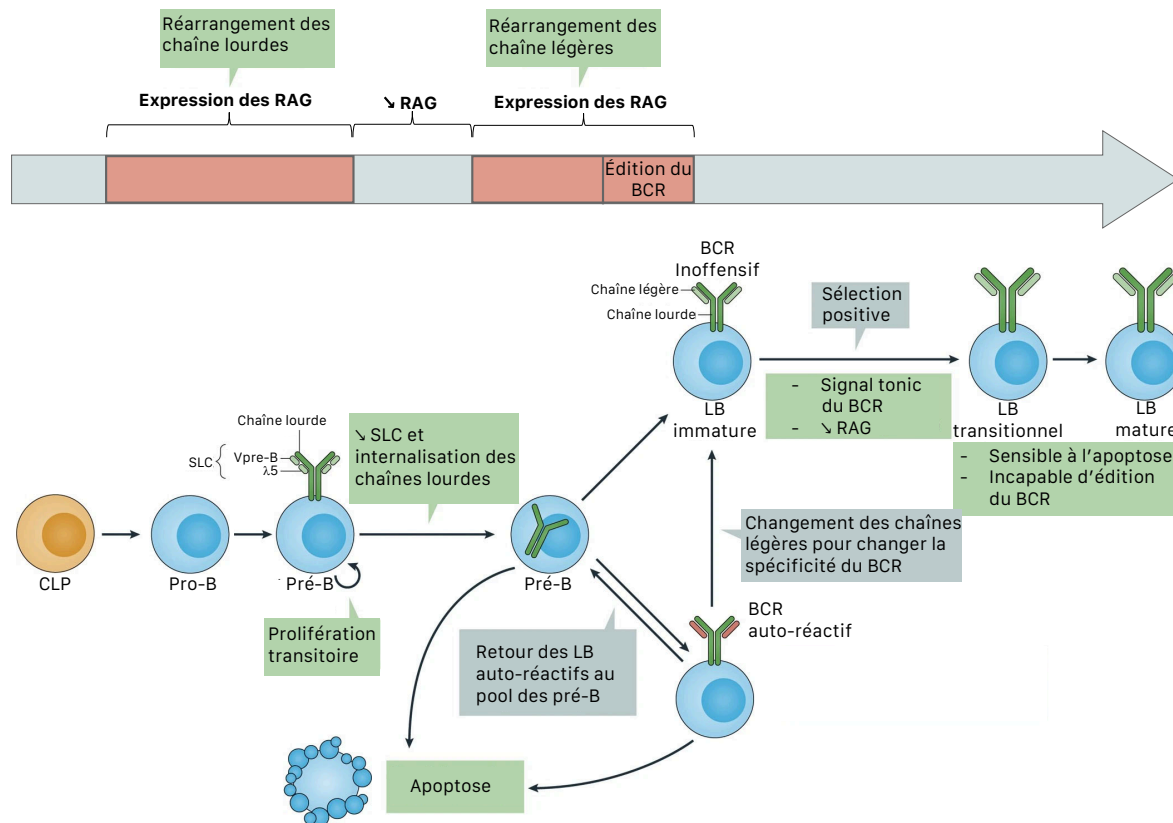 Réarrangement des
chaîne lourdes
Réarrangement des
chaîne légères
Expression des RAG
↘ RAG
Expression des RAG
Édition du
BCR
BCR
Inoffensif
Chaîne légère
Chaîne lourde
LB
immature
Sélection
positive
- Signal tonic
du BCR
- ↘ RAG
LB
transitionnel
LB
mature
- Sensible à l'apoptose
- Incapable d'édition
du BCR
Chaîne lourde
SLC
Vpre-B
λ5
↘ SLC et
internalisation des
chaînes lourdes
CLP
Pro-B
Pré-B
Pré-B
Changement des chaînes
légères pour changer la
spécificité du BCR
Prolifération
transitoire
Retour des LB
auto-réactifs au
pool des pré-B
BCR
auto-réactif
Apoptose